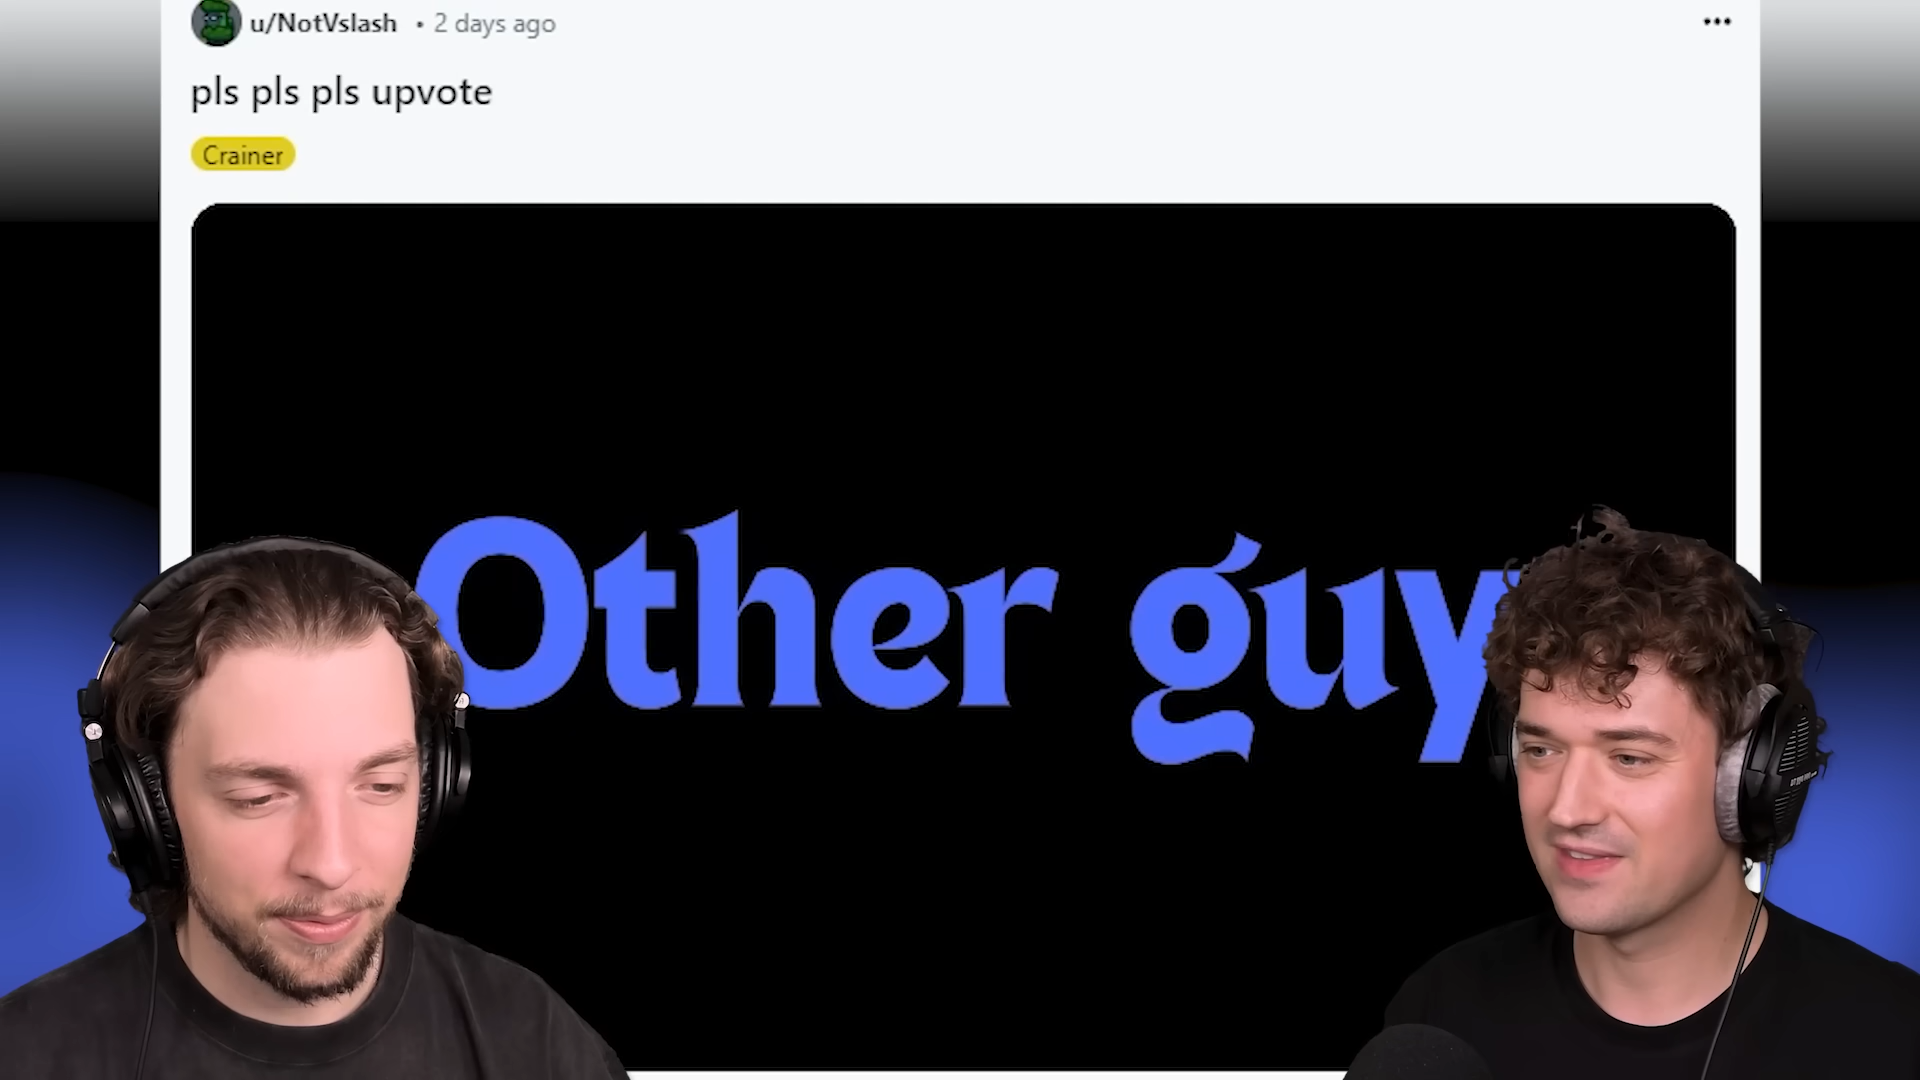 u/NotVslash • 2 days ago
pls pls pls upvote
Crainer
Other guy